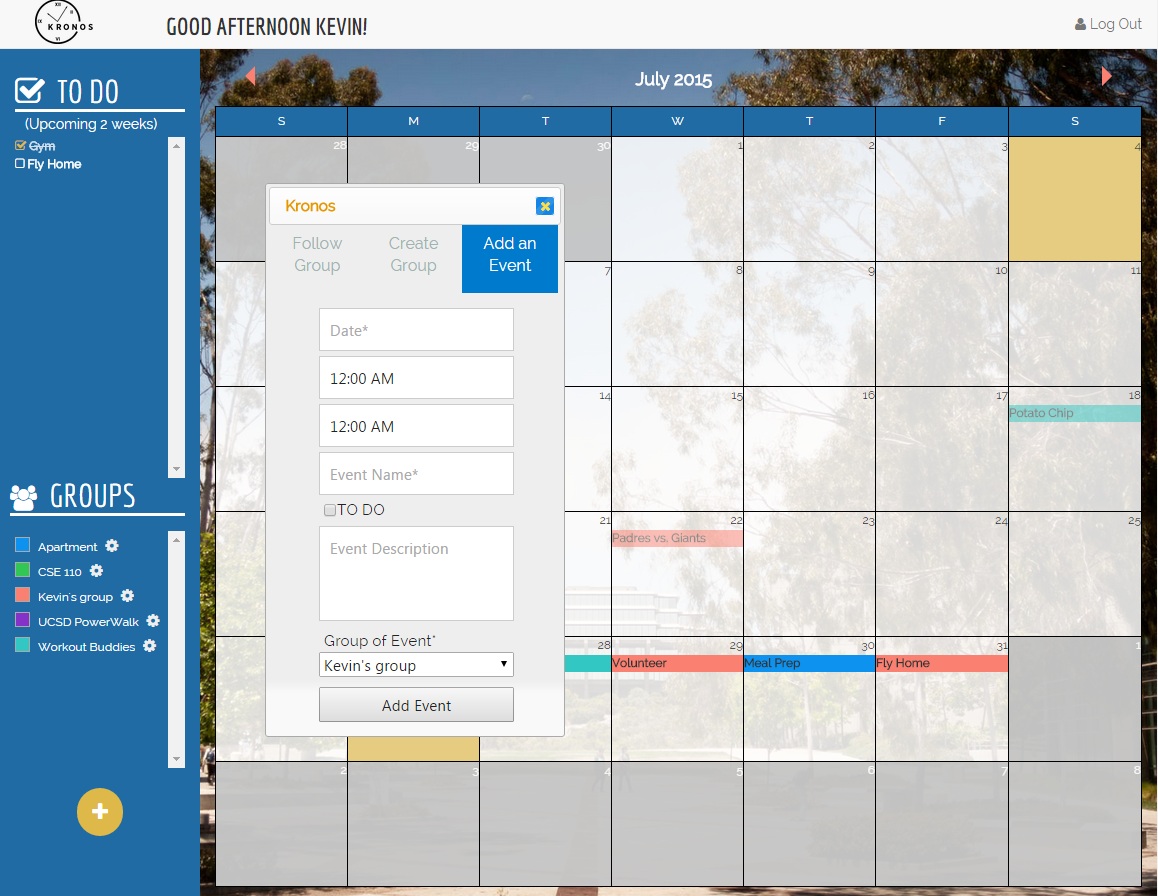 XII
III
IX
KRONOS
VI
GOOD AFTERNOON KEVIN!
Log Out
TO DO
(Upcoming 2 weeks)
Gym
Fly Home
GROUPS
Apartment
CSE 110
Kevin's group
UCSD PowerWalk
Workout Buddies
July 2015
S M T W T F S
28 29 30 1 2 3 4
7 8 9 10 11
14 15 16 17 18
Potato Chip
21 22 23 24 25
Padres vs. Giants
28 29 30 31 1
Volunteer Meal Prep Fly Home
2 3 4 5 6 7 8
Kronos
Follow Group
Create Group
Add an Event
Date*
12:00 AM
12:00 AM
Event Name*
TO DO
Event Description
Group of Event*
Kevin's group
Add Event